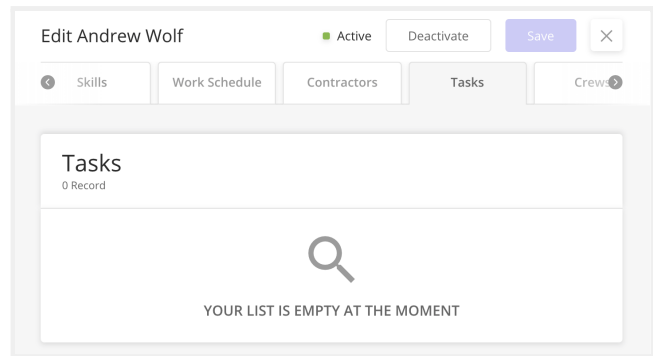 Edit Andrew Wolf
Active
Deactivate
Save
Skills
Work Schedule
Contractors
Tasks
Crews
Tasks
0 Record
YOUR LIST IS EMPTY AT THE MOMENT